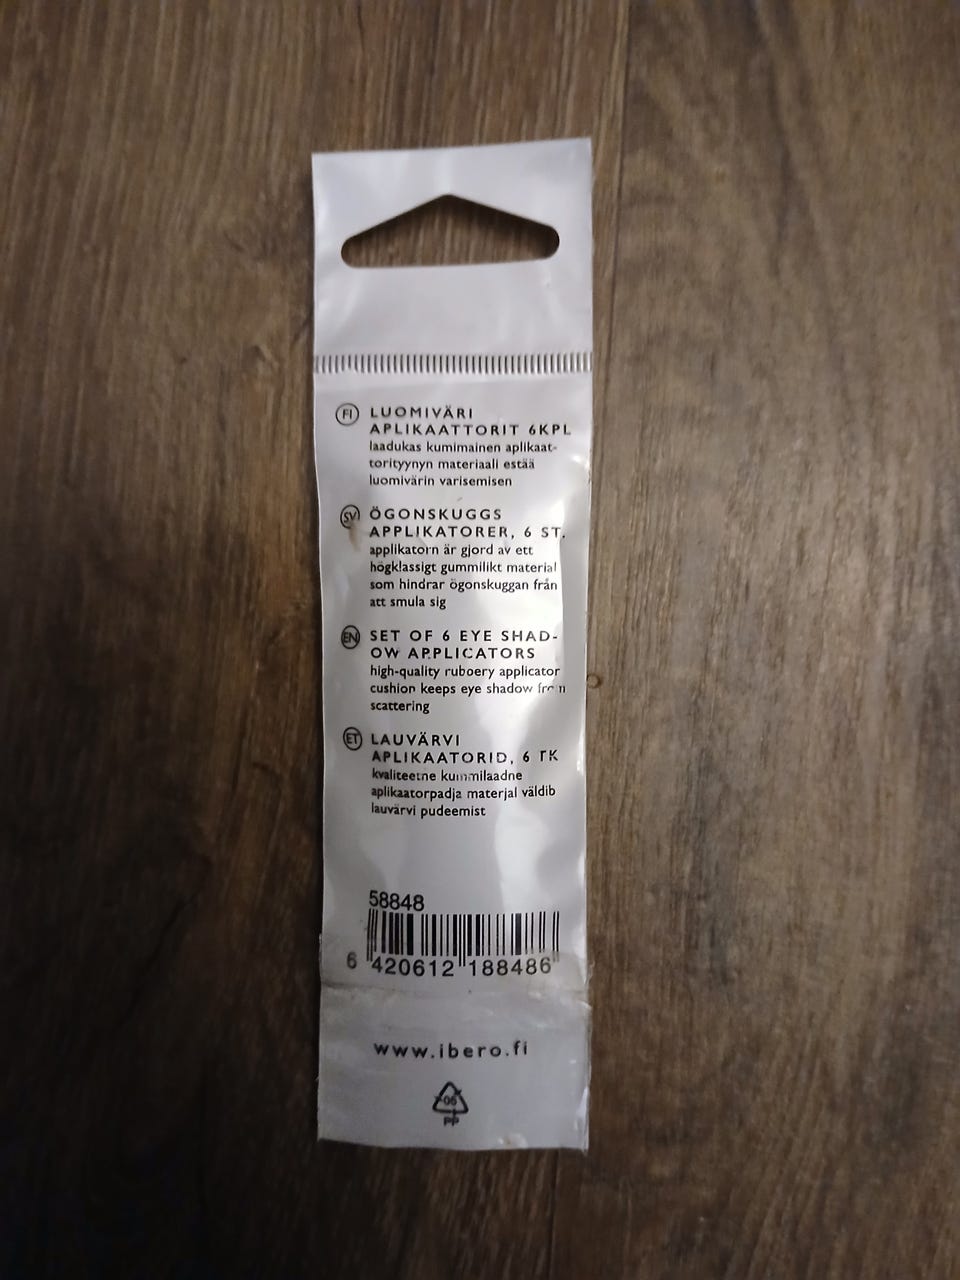 FI LUOMIVÄRI
APLIKAATTORIT 6KPL
laadukas kumimainen aplikaat-
torityynyn materiaali estää
luomivärin varisemisen
SV ÖGONSKUGGS
APPLIKATORER, 6 ST.
applikatorn är gjord av ett
högklassigt gummilikt material
som hindrar ögonskuggan från
att smula sig
EN SET OF 6 EYE SHAD-
OW APPLICATORS
high-quality rubbery applicator
cushion keeps eye shadow from
scattering
ET LAUVÄRVI
APLIKAATORID, 6 TK
kvaliteetne kummilaadne
aplikaatorpadja materjal väldib
lauvärvi pudeemist
58848
6 420612 188486
www.ibero.fi
05
PP